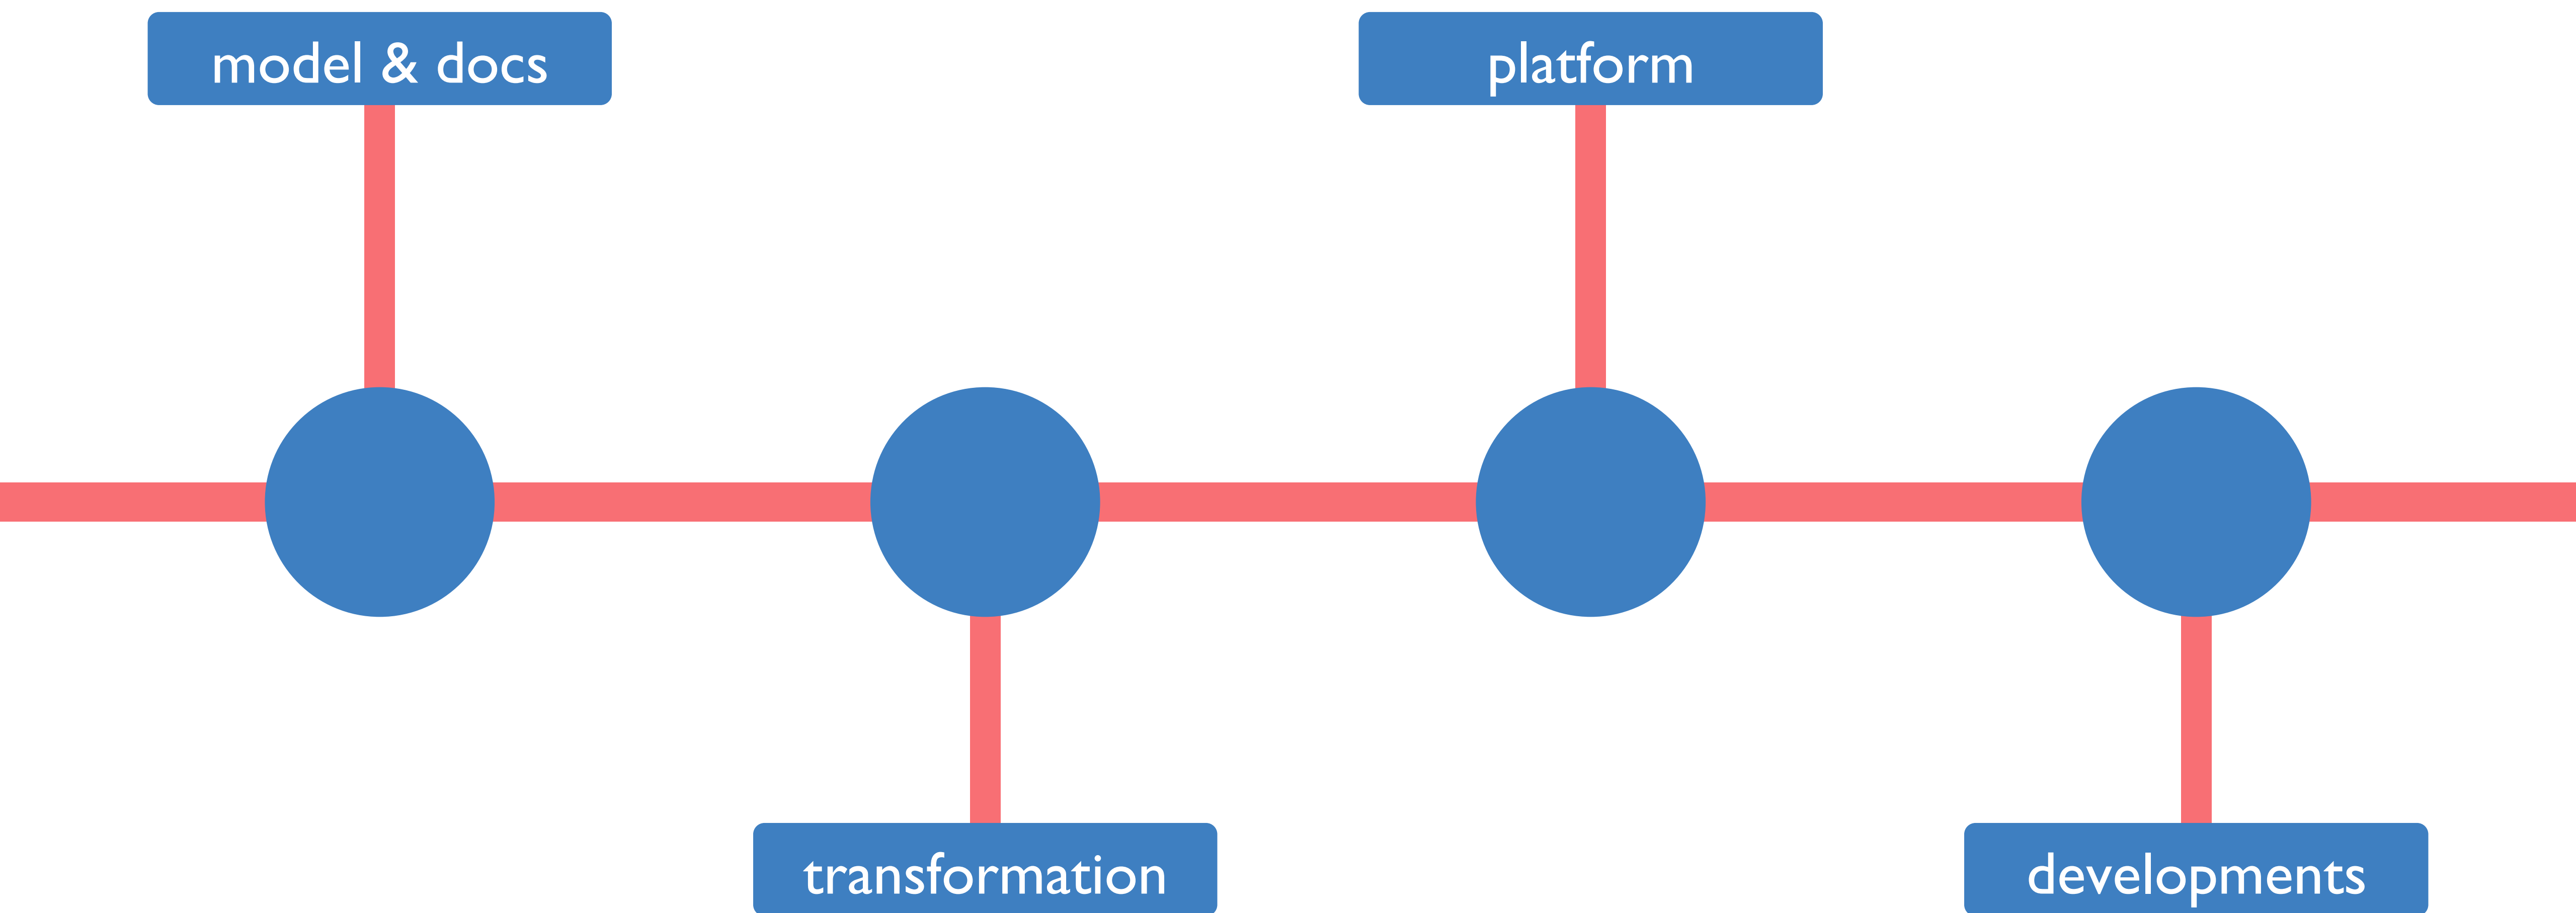 model & docs
transformation
platform
developments